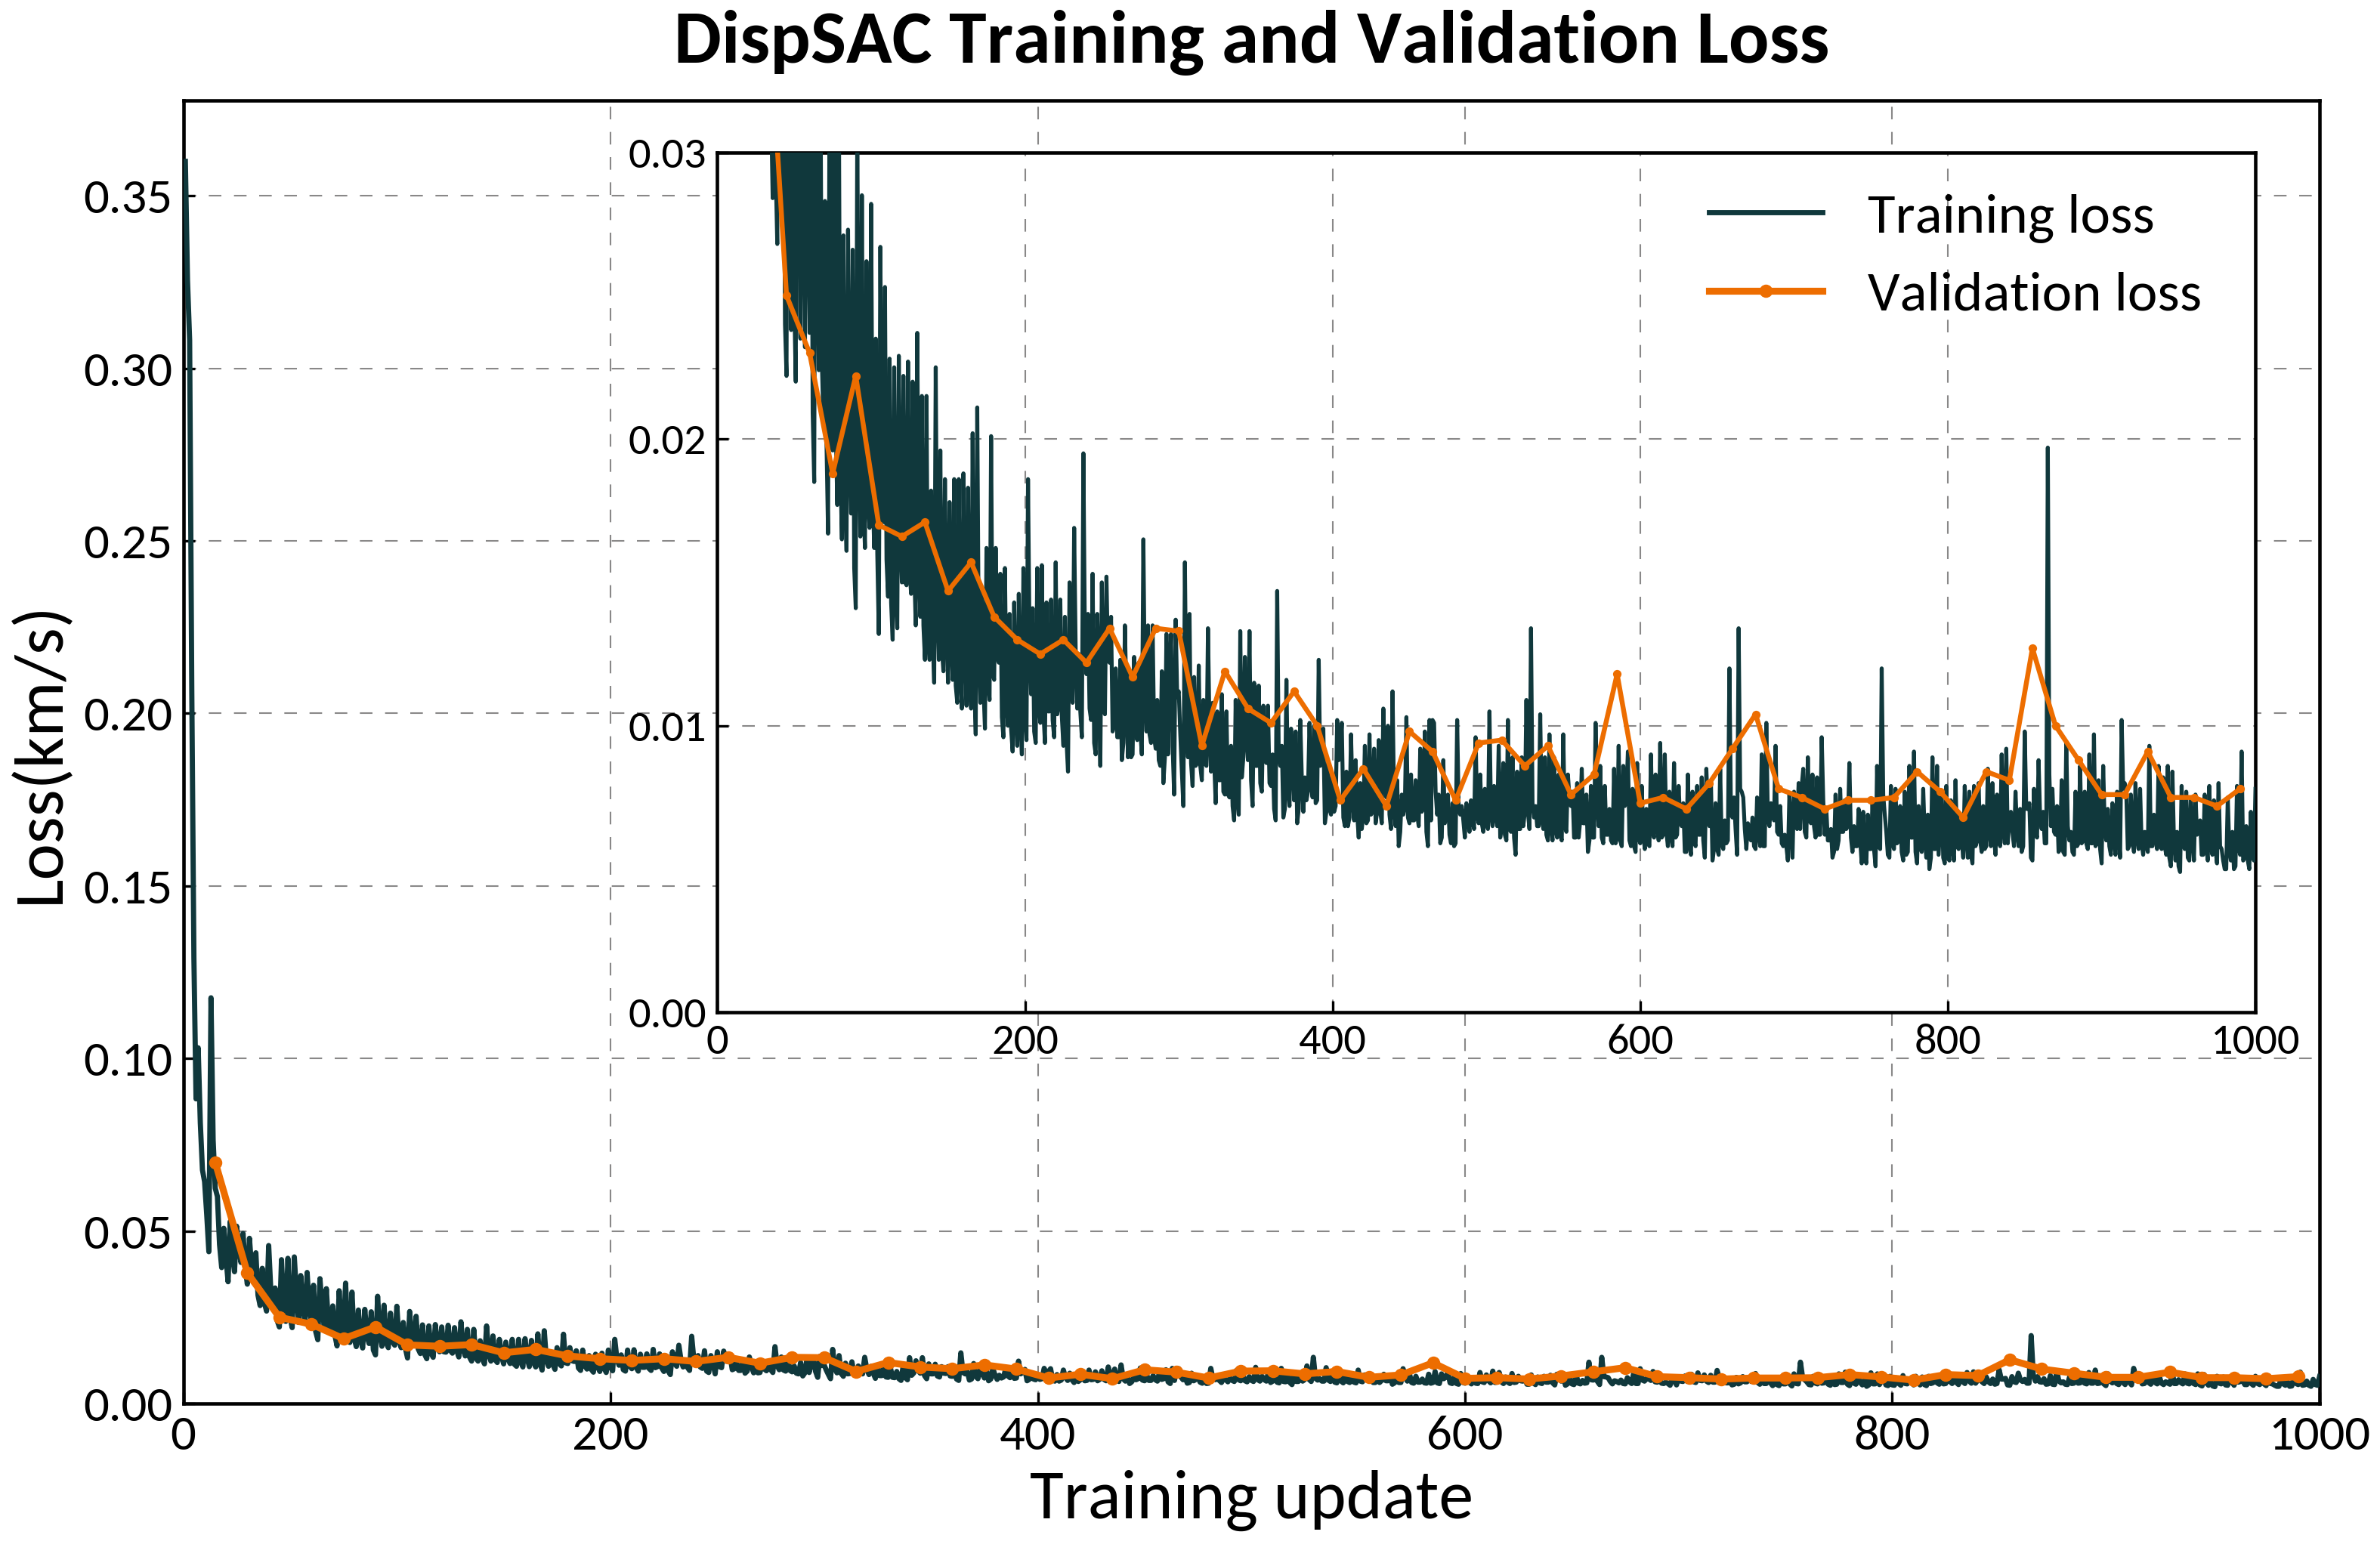 DispSAC Training and Validation Loss
Loss(km/s)
0.35
0.30
0.25
0.20
0.15
0.10
0.05
0.00
0.03
0.02
0.01
0.00
Training loss
Validation loss
0 200 400 600 800 1000
0 200 400 600 800 1000
Training update